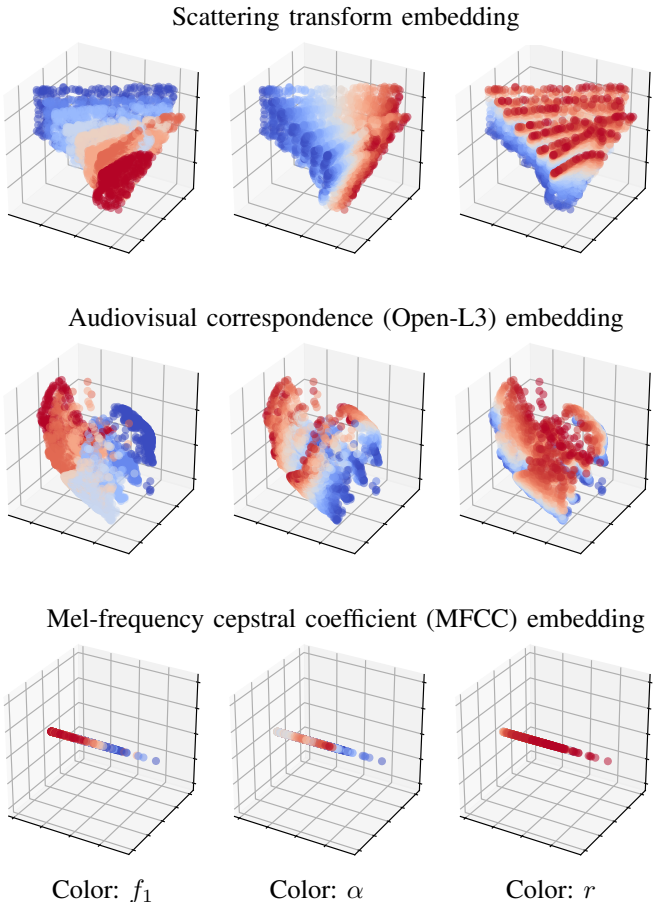 Scattering transform embedding
Audiovisual correspondence (Open-L3) embedding
Mel-frequency cepstral coefficient (MFCC) embedding
Color: f₁ Color: α Color: r